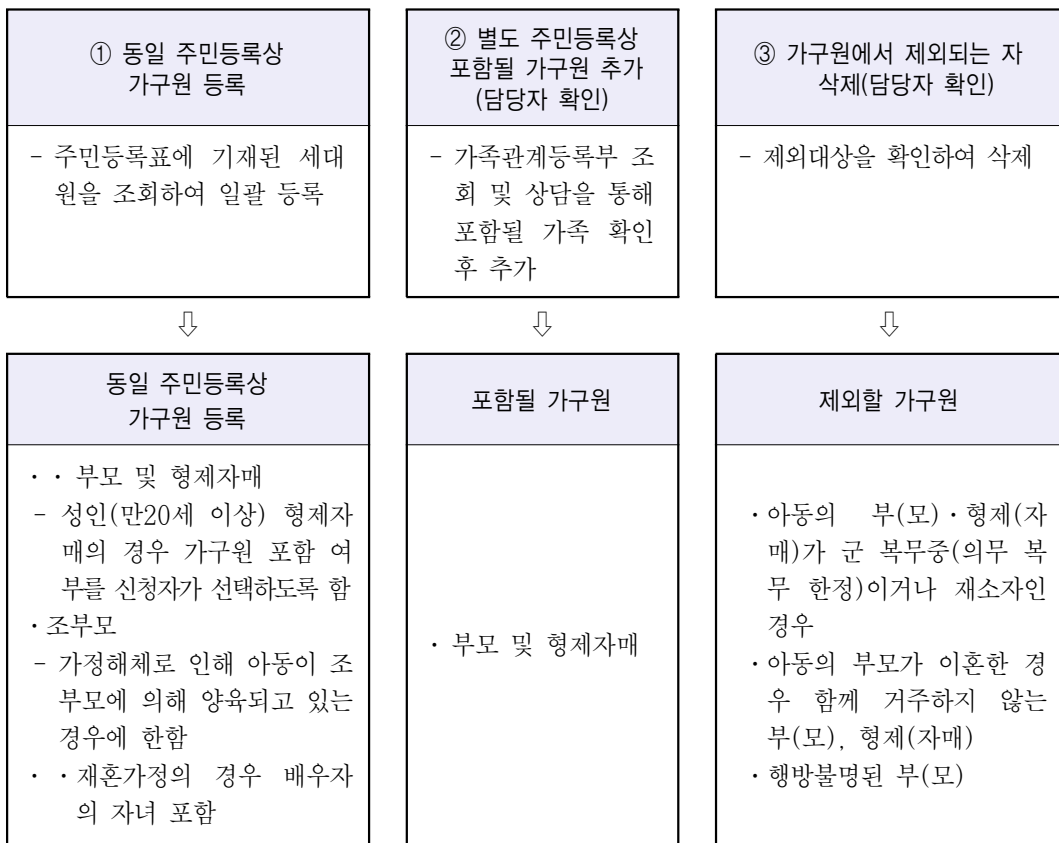 ① 동일 주민등록상
가구원 등록
- 주민등록표에 기재된 세대
원을 조회하여 일괄 등록
② 별도 주민등록상
포함될 가구원 추가
(담당자 확인)
- 가족관계등록부 조
회 및 상담을 통해
포함될 가족 확인
후 추가
③ 가구원에서 제외되는 자
삭제(담당자 확인)
- 제외대상을 확인하여 삭제
⇩ ⇩ ⇩
동일 주민등록상
가구원 등록
・・ 부모 및 형제자매
- 성인(만20세 이상) 형제자
매의 경우 가구원 포함 여
부를 신청자가 선택하도록 함
・조부모
- 가정해체로 인해 아동이 조
부모에 의해 양육되고 있는
경우에 한함
・・재혼가정의 경우 배우자
의 자녀 포함
포함될 가구원
・ 부모 및 형제자매
제외할 가구원
・아동의 부(모)・형제(자
매)가 군 복무중(의무 복
무 한정)이거나 재소자인
경우
・아동의 부모가 이혼한 경
우 함께 거주하지 않는
부(모), 형제(자매)
・행방불명된 부(모)